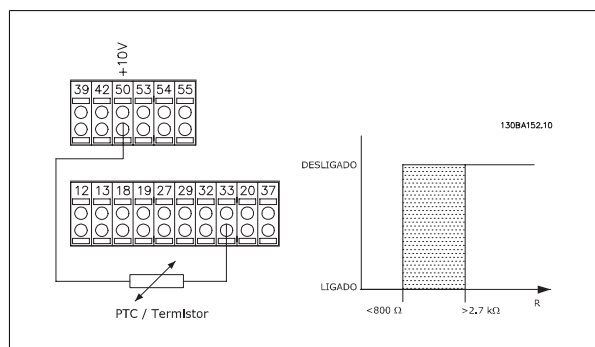 +10V
39 42 50 53 54 55
12 13 18 19 27 29 32 33 20 37
PTC / Termistor
130BA152.10
DESLIGADO
LIGADO
<800 Ω >2.7 kΩ
R